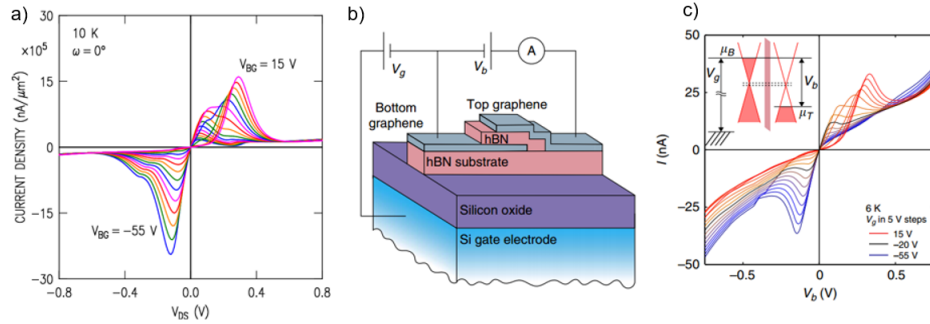 a)
30
×10⁵
15
0
−15
−30
CURRENT DENSITY (nA/μm²)
10 K
ω=0°
V_BG = 15 V
V_BG = −55 V
−0.8
−0.4
0.0
0.4
0.8
V_DS (V)
b)
V_g
V_b
A
Bottom
graphene
Top graphene
hBN
hBN substrate
Silicon oxide
Si gate electrode
c)
50
25
0
−25
−50
I (nA)
μ_B
V_g
V_b
μ_T
6 K
V_g in 5 V steps
15 V
−20 V
−55 V
−0.5
0
0.5
V_b (V)